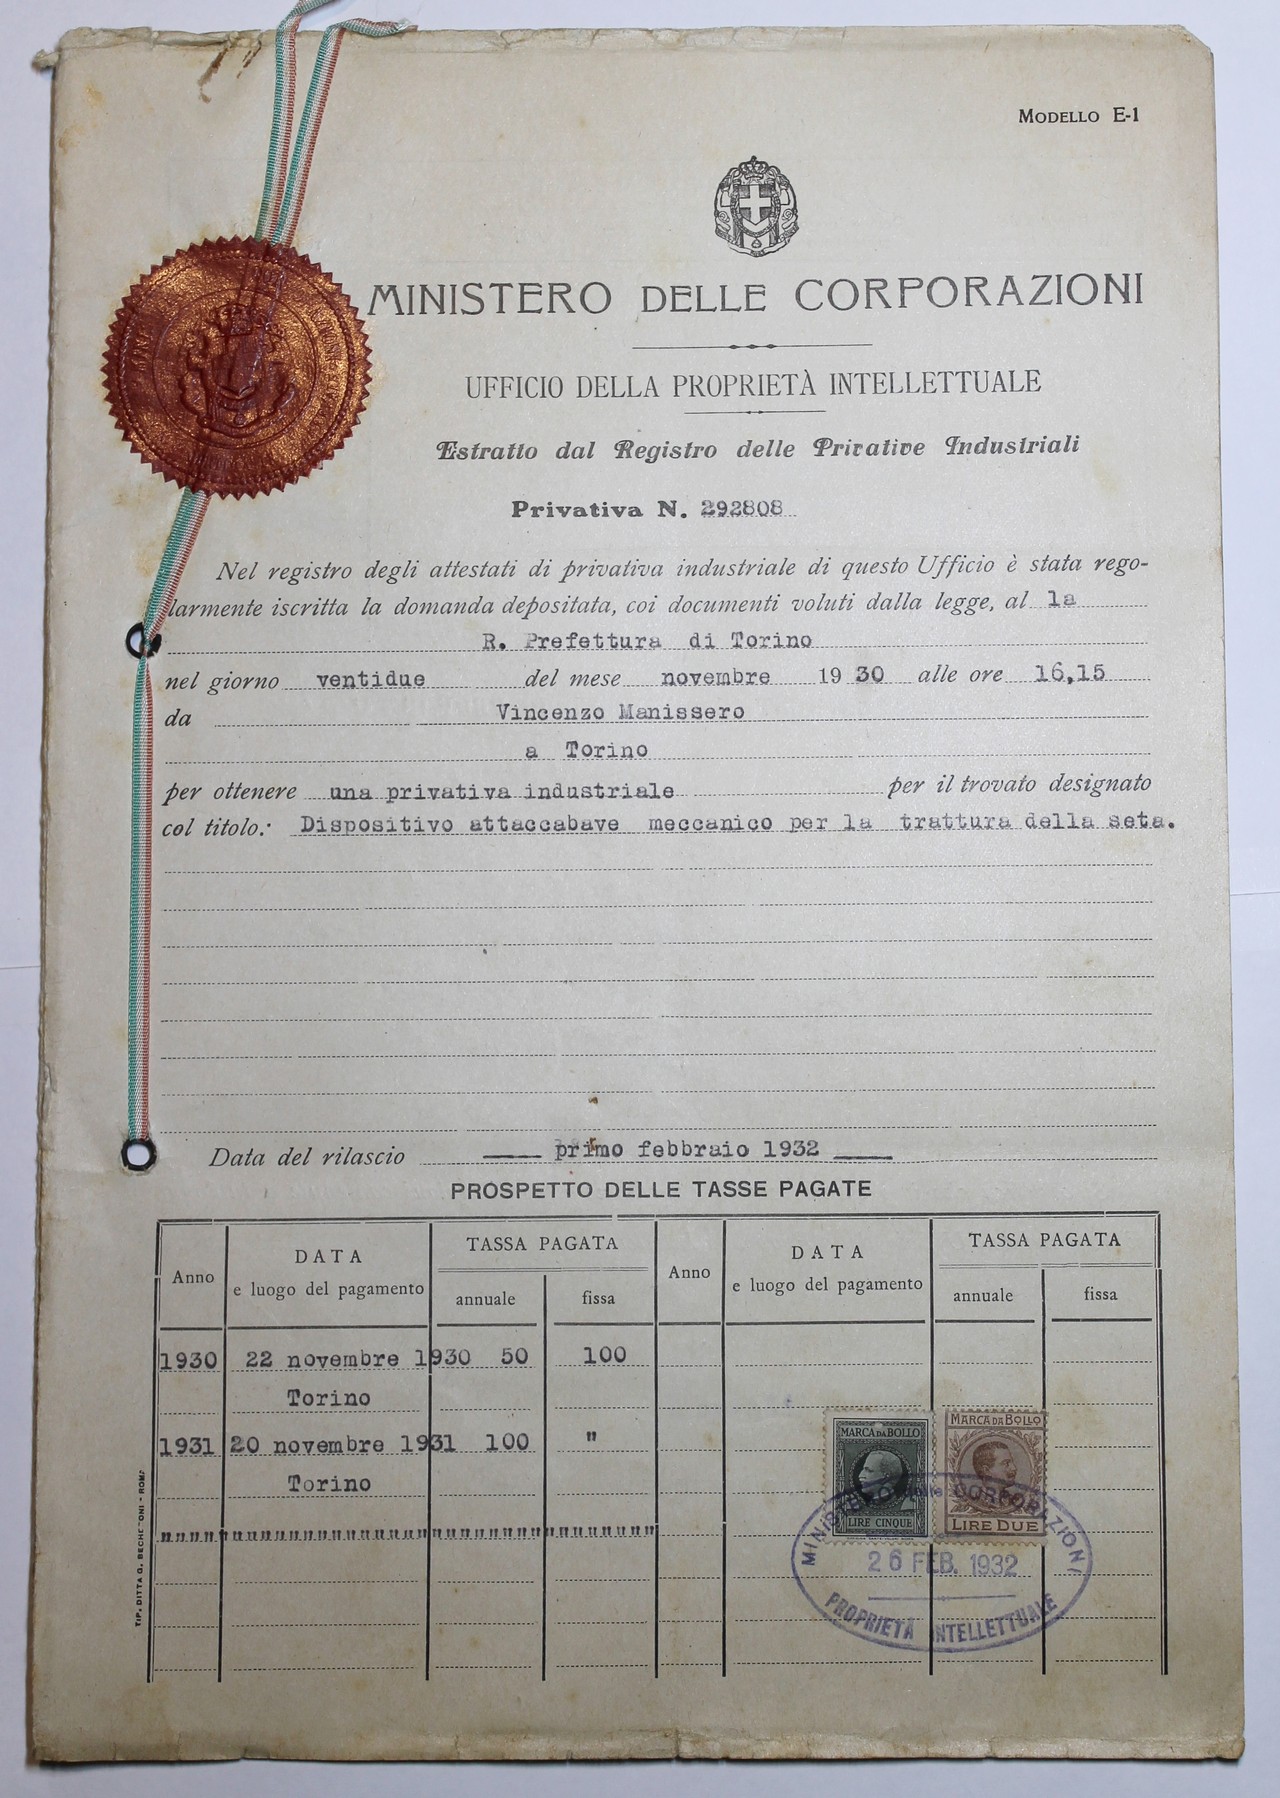 MODELLO E-1
MINISTERO DELLE CORPORAZIONI
UFFICIO DELLA PROPRIETÀ INTELLETTUALE
Estratto dal Registro delle Privative Industriali
Privativa N. 292808
Nel registro degli attestati di privativa industriale di questo Ufficio è stata rego-
larmente iscritta la domanda depositata, coi documenti voluti dalla legge, al la
R. Prefettura di Torino
nel giorno ventidue del mese novembre 1930 alle ore 16,15
da Vincenzo Manissero
a Torino
per ottenere una privativa industriale per il trovato designato
col titolo: Dispositivo attaccabave meccanico per la trattura della seta.
Data del rilascio primo febbraio 1932
PROSPETTO DELLE TASSE PAGATE
Anno DATA e luogo del pagamento TASSA PAGATA annuale fissa Anno DATA e luogo del pagamento TASSA PAGATA annuale fissa
1930 22 novembre 1930 50 100
Torino
1931 20 novembre 1931 100 "
Torino
""""""""""""""""""""""""""""""""""""
MARCA DA BOLLO
LIRE CINQUE
MARCA DA BOLLO
LIRE DUE
MINISTERO delle CORPORAZIONI
26 FEB. 1932
PROPRIETÀ INTELLETTUALE
TIP. DITTA G. BECHERONI - ROMA